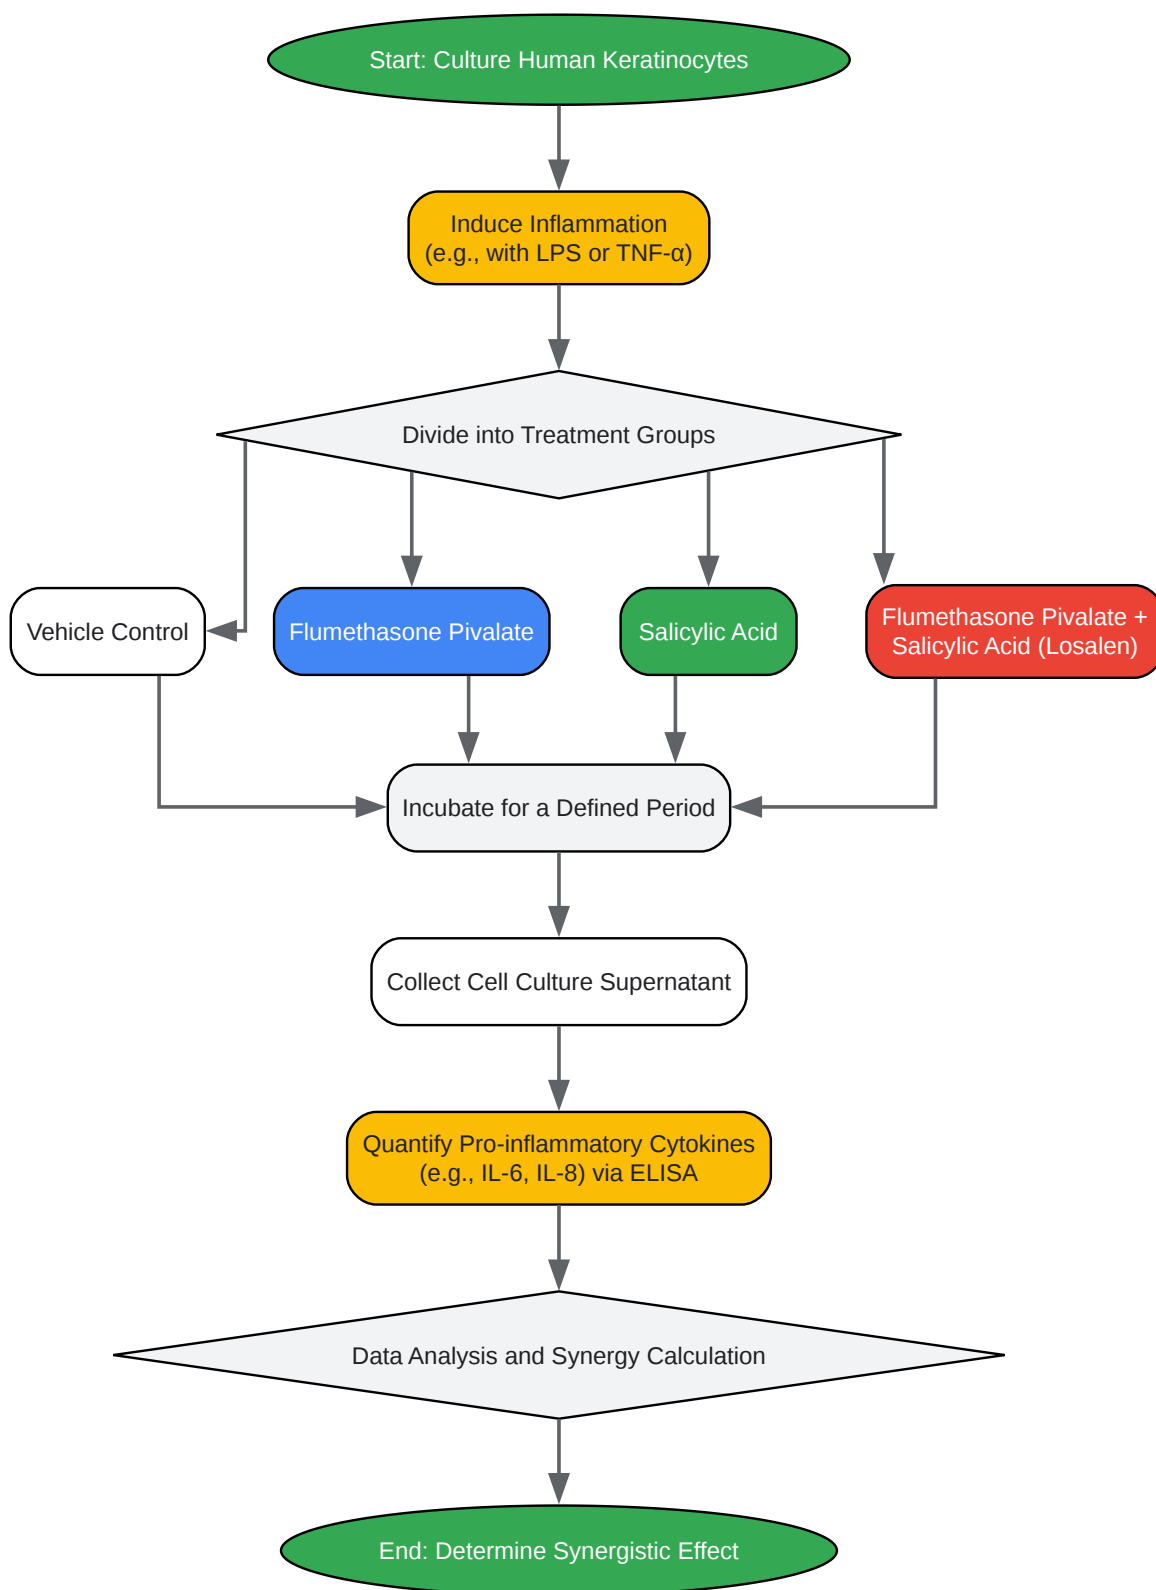 Start: Culture Human Keratinocytes
Induce Inflammation
(e.g., with LPS or TNF-α)
Divide into Treatment Groups
Vehicle Control
Flumethasone Pivalate
Salicylic Acid
Flumethasone Pivalate +
Salicylic Acid (Losalen)
Incubate for a Defined Period
Collect Cell Culture Supernatant
Quantify Pro-inflammatory Cytokines
(e.g., IL-6, IL-8) via ELISA
Data Analysis and Synergy Calculation
End: Determine Synergistic Effect